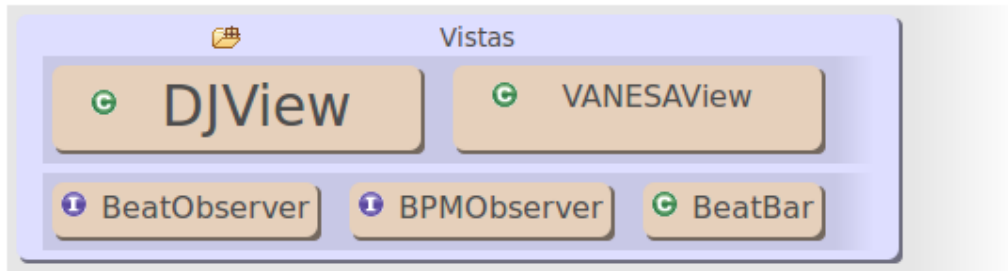 Vistas
C DJView C VANESAView
I BeatObserver I BPMObserver C BeatBar